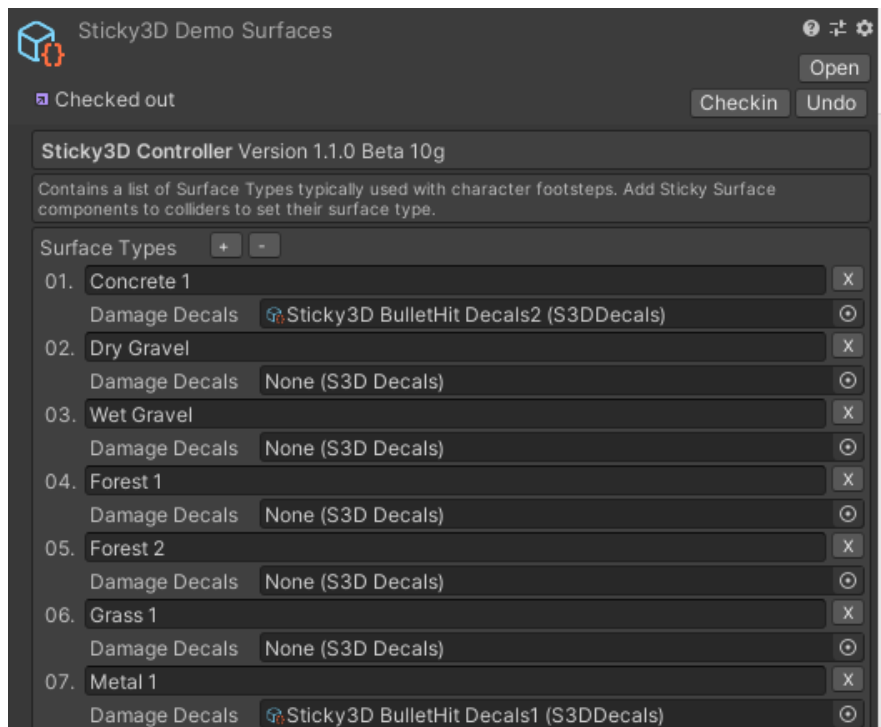 Sticky3D Demo Surfaces
Open
Checked out
Checkin Undo
Sticky3D Controller Version 1.1.0 Beta 10g
Contains a list of Surface Types typically used with character footsteps. Add Sticky Surface
components to colliders to set their surface type.
Surface Types + -
01. Concrete 1 X
Damage Decals Sticky3D BulletHit Decals2 (S3DDecals)
02. Dry Gravel X
Damage Decals None (S3D Decals)
03. Wet Gravel X
Damage Decals None (S3D Decals)
04. Forest 1 X
Damage Decals None (S3D Decals)
05. Forest 2 X
Damage Decals None (S3D Decals)
06. Grass 1 X
Damage Decals None (S3D Decals)
07. Metal 1 X
Damage Decals Sticky3D BulletHit Decals1 (S3DDecals)